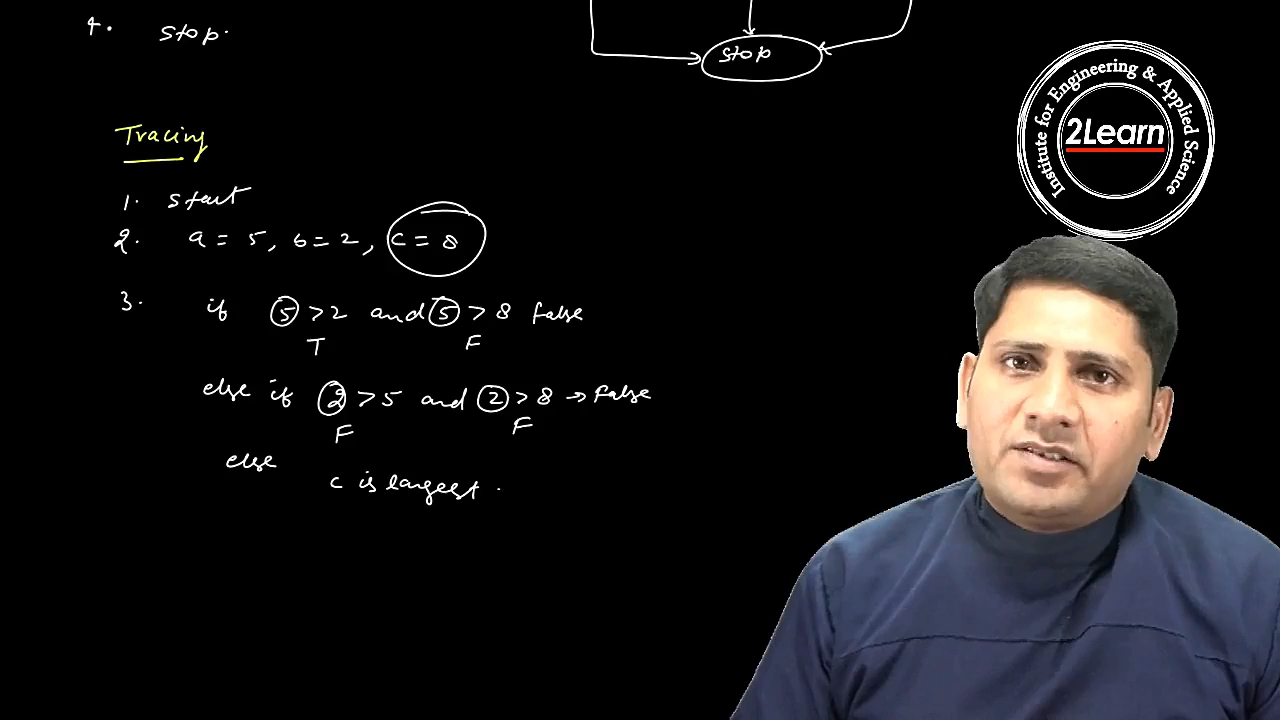 4. stop.
stop
Tracing
1. start
2. a = 5, b = 2, c = 8
3. if 5 > 2 and 5 > 8 false
T F
else if 2 > 5 and 2 > 8 → false
F F
else
c is largest.
Institute for Engineering & Applied Science
2Learn